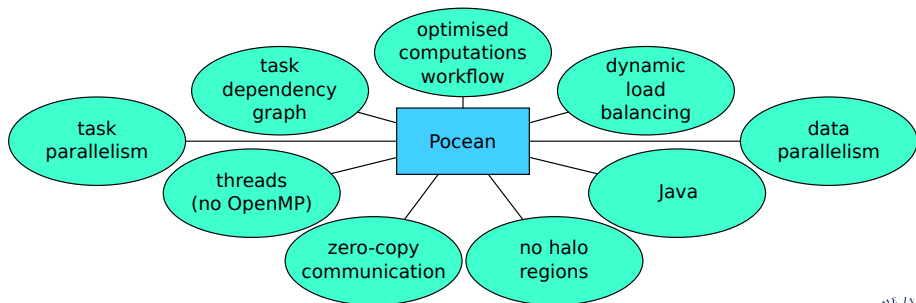 optimised
computations
workflow
task
dependency
graph
dynamic
load
balancing
task
parallelism
Pocean
data
parallelism
threads
(no OpenMP)
Java
zero-copy
communication
no halo
regions